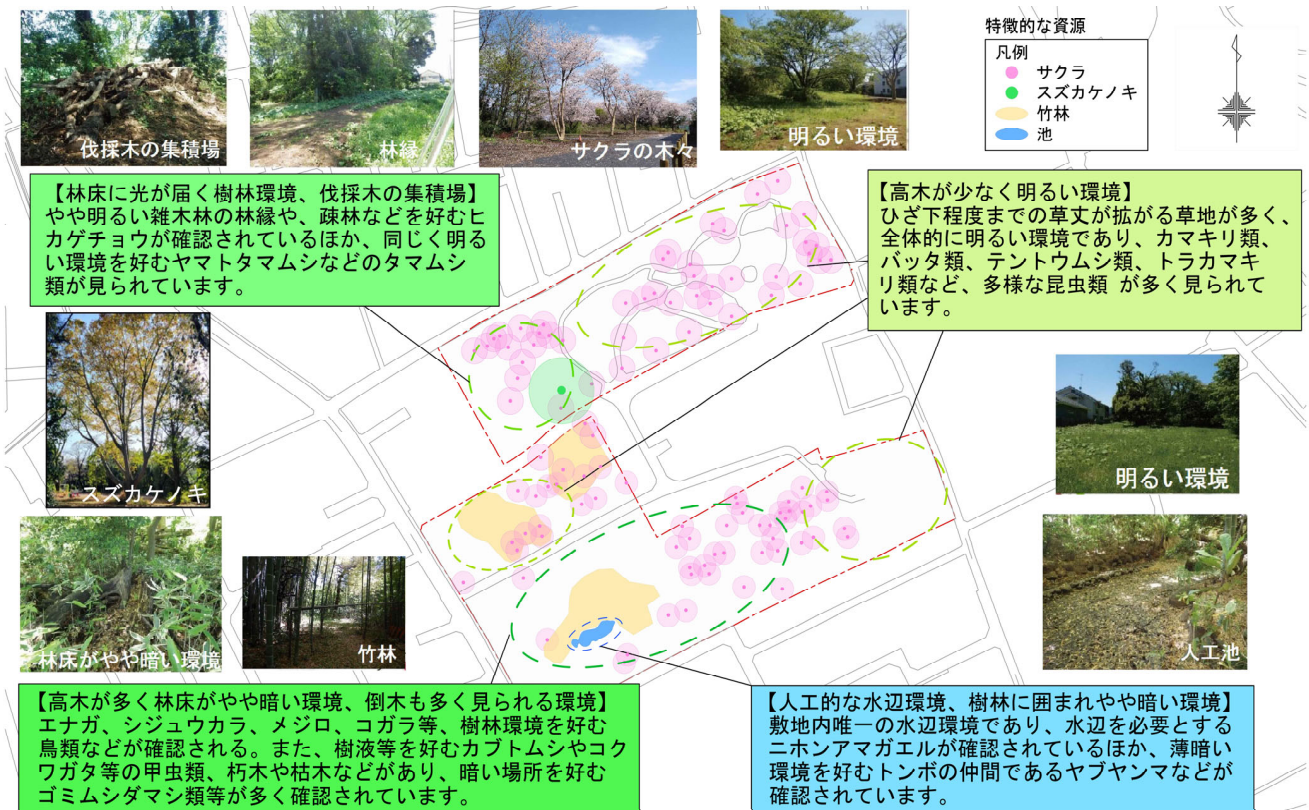 伐採木の集積場
林縁
サクラの木々
明るい環境
特徴的な資源
凡例
サクラ
スズカケノキ
竹林
池
【林床に光が届く樹林環境、伐採木の集積場】
やや明るい雑木林の林縁や、疎林などを好むヒ
カゲチョウが確認されているほか、同じく明る
い環境を好むヤマトタマムシなどのタマムシ
類が見られています。
【高木が少なく明るい環境】
ひざ下程度までの草丈が拡がる草地が多く、
全体的に明るい環境であり、カマキリ類、
バッタ類、テントウムシ類、トラカマキ
リ類など、多様な昆虫類 が多く見られて
います。
スズカケノキ
明るい環境
林床がやや暗い環境
竹林
人工池
【高木が多く林床がやや暗い環境、倒木も多く見られる環境】
エナガ、シジュウカラ、メジロ、コガラ等、樹林環境を好む
鳥類などが確認される。また、樹液等を好むカブトムシやコク
ワガタ等の甲虫類、朽木や枯木などがあり、暗い場所を好む
ゴミムシダマシ類等が多く確認されています。
【人工的な水辺環境、樹林に囲まれやや暗い環境】
敷地内唯一の水辺環境であり、水辺を必要とする
ニホンアマガエルが確認されているほか、薄暗い
環境を好むトンボの仲間であるヤブヤンマなどが
確認されています。